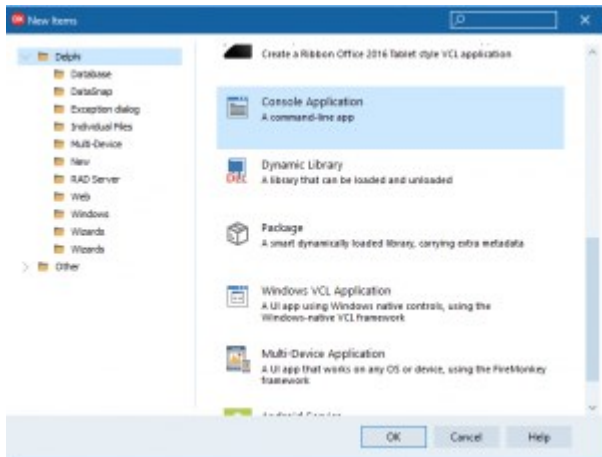 New Items
Delphi
Database
DataSnap
Exception dialog
Individual Files
Multi-Device
New
RAD Server
Web
Windows
Wizards
Wizards
Other
Create a Ribbon Office 2016 Tablet style VCL application
Console Application
A command-line app
Dynamic Library
A library that can be loaded and unloaded
DLL
Package
A smart dynamically loaded library, carrying extra metadata
Windows VCL Application
A UI app using Windows native controls, using the
Windows-native VCL framework
Multi-Device Application
A UI app that works on any OS or device, using the FireMonkey
framework
Android Service
OK
Cancel
Help